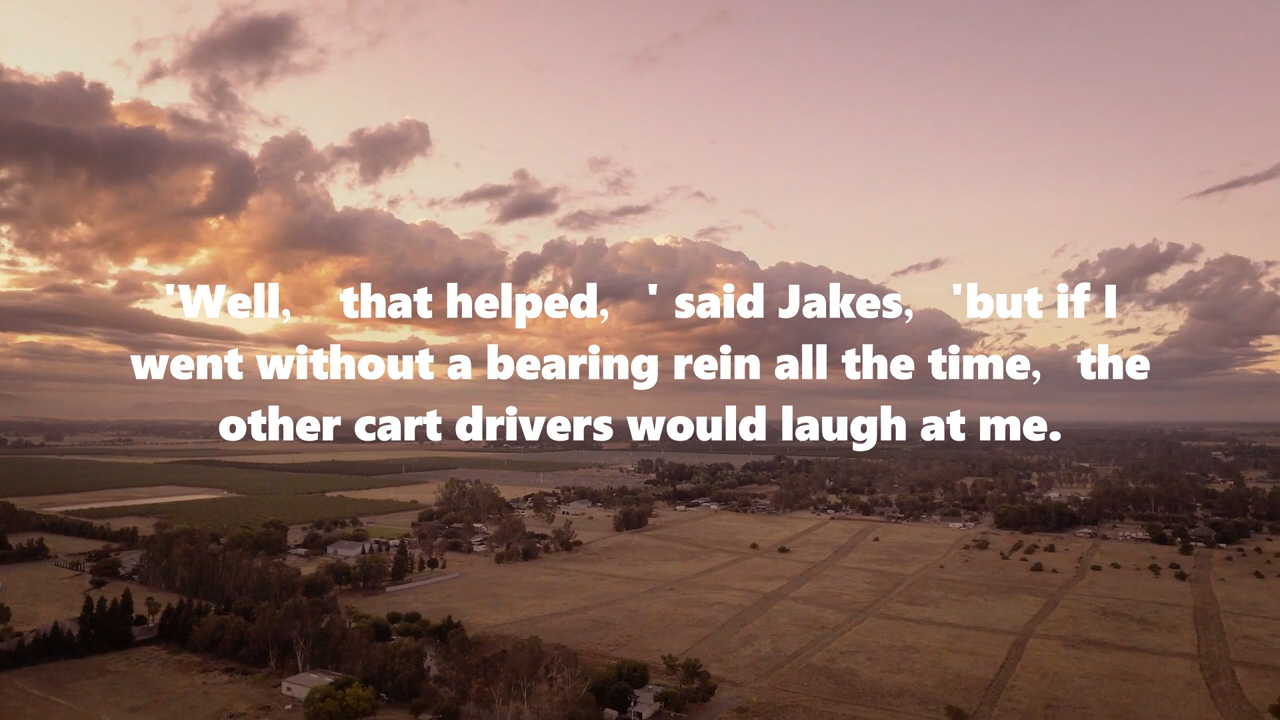 'Well， that helped， ' said Jakes， 'but if I
went without a bearing rein all the time， the
other cart drivers would laugh at me.